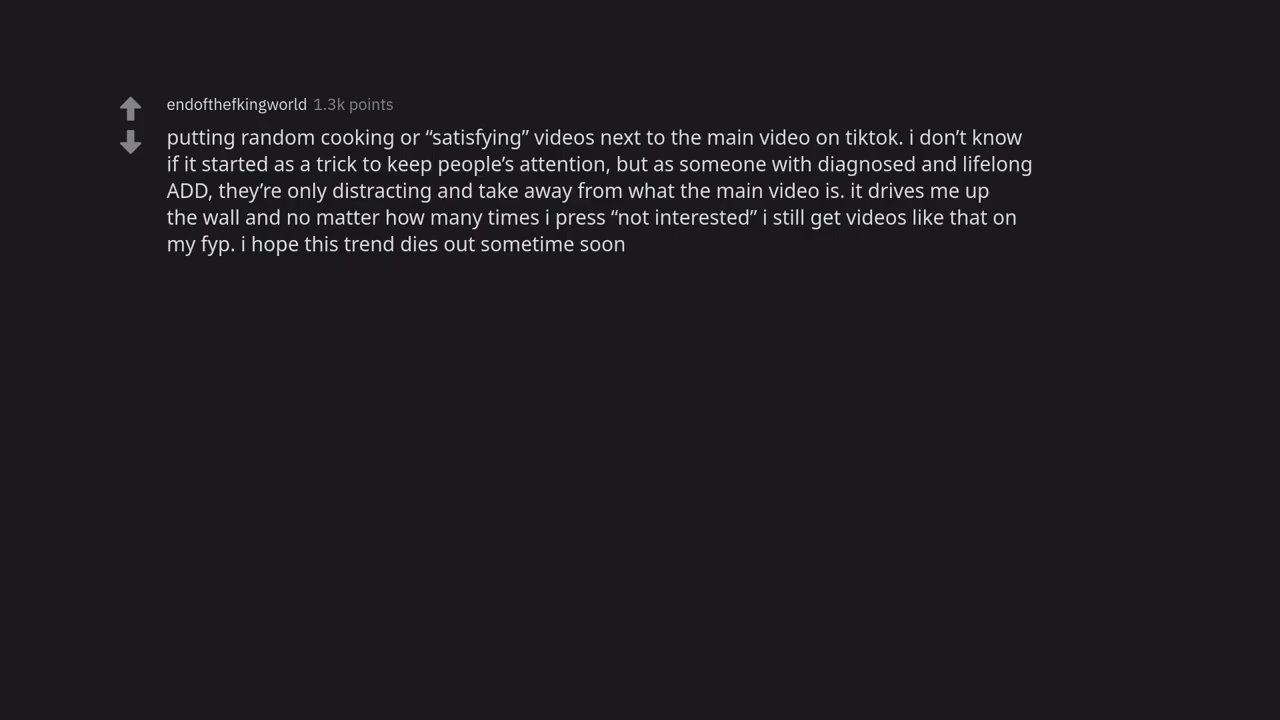 endofthefkingworld 1.3k points
putting random cooking or “satisfying” videos next to the main video on tiktok. i don’t know
if it started as a trick to keep people’s attention, but as someone with diagnosed and lifelong
ADD, they’re only distracting and take away from what the main video is. it drives me up
the wall and no matter how many times i press “not interested” i still get videos like that on
my fyp. i hope this trend dies out sometime soon